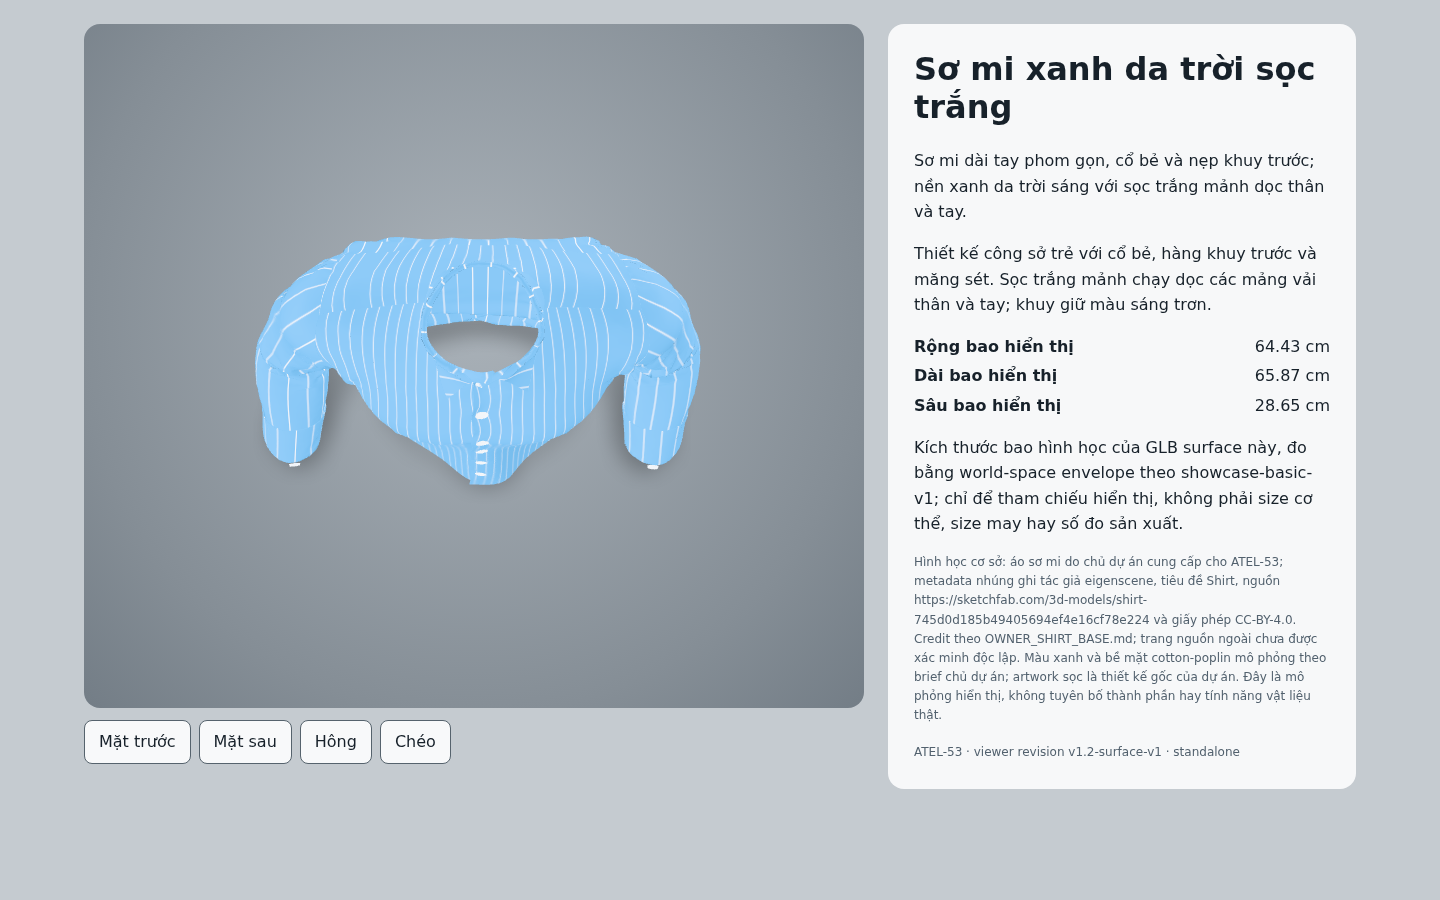 Sơ mi xanh da trời sọc
trắng
Sơ mi dài tay phom gọn, cổ bẻ và nẹp khuy trước;
nền xanh da trời sáng với sọc trắng mảnh dọc thân
và tay.
Thiết kế công sở trẻ với cổ bẻ, hàng khuy trước và
măng sét. Sọc trắng mảnh chạy dọc các mảng vải
thân và tay; khuy giữ màu sáng trơn.
Rộng bao hiển thị 64.43 cm
Dài bao hiển thị 65.87 cm
Sâu bao hiển thị 28.65 cm
Kích thước bao hình học của GLB surface này, đo
bằng world-space envelope theo showcase-basic-
v1; chỉ để tham chiếu hiển thị, không phải size cơ
thể, size may hay số đo sản xuất.
Hình học cơ sở: áo sơ mi do chủ dự án cung cấp cho ATEL-53;
metadata nhúng ghi tác giả eigenscene, tiêu đề Shirt, nguồn
https://sketchfab.com/3d-models/shirt-
745d0d185b49405694ef4e16cf78e224 và giấy phép CC-BY-4.0.
Credit theo OWNER_SHIRT_BASE.md; trang nguồn ngoài chưa được
xác minh độc lập. Màu xanh và bề mặt cotton-poplin mô phỏng theo
brief chủ dự án; artwork sọc là thiết kế gốc của dự án. Đây là mô
phỏng hiển thị, không tuyên bố thành phần hay tính năng vật liệu
thật.
ATEL-53 · viewer revision v1.2-surface-v1 · standalone
Mặt trước
Mặt sau
Hông
Chéo